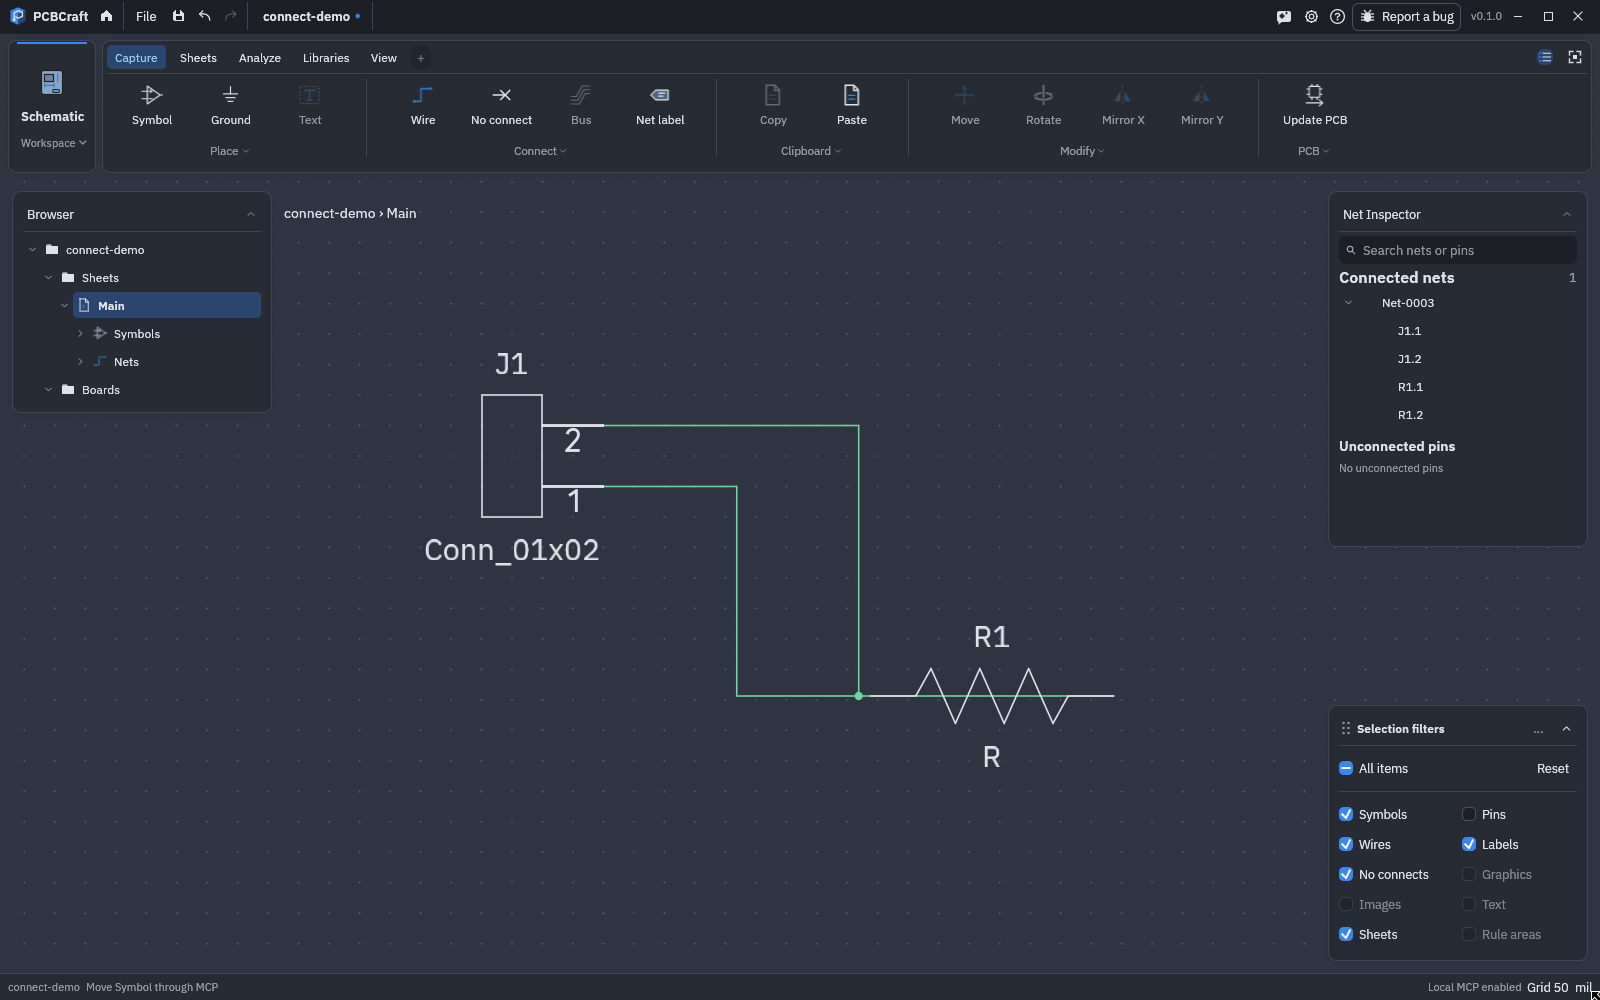 PCBCraft File connect-demo Report a bug v0.1.0
Schematic
Workspace
Capture Sheets Analyze Libraries View +
Symbol Ground Text Wire No connect Bus Net label Copy Paste Move Rotate Mirror X Mirror Y Update PCB
Place Connect Clipboard Modify PCB
Browser
connect-demo
Sheets
Main
Symbols
Nets
Boards
connect-demo › Main
J1
2
1
Conn_01x02
R1
R
Net Inspector
Search nets or pins
Connected nets 1
Net-0003
J1.1
J1.2
R1.1
R1.2
Unconnected pins
No unconnected pins
Selection filters ...
All items Reset
Symbols Pins
Wires Labels
No connects Graphics
Images Text
Sheets Rule areas
connect-demo Move Symbol through MCP Local MCP enabled Grid 50 mil